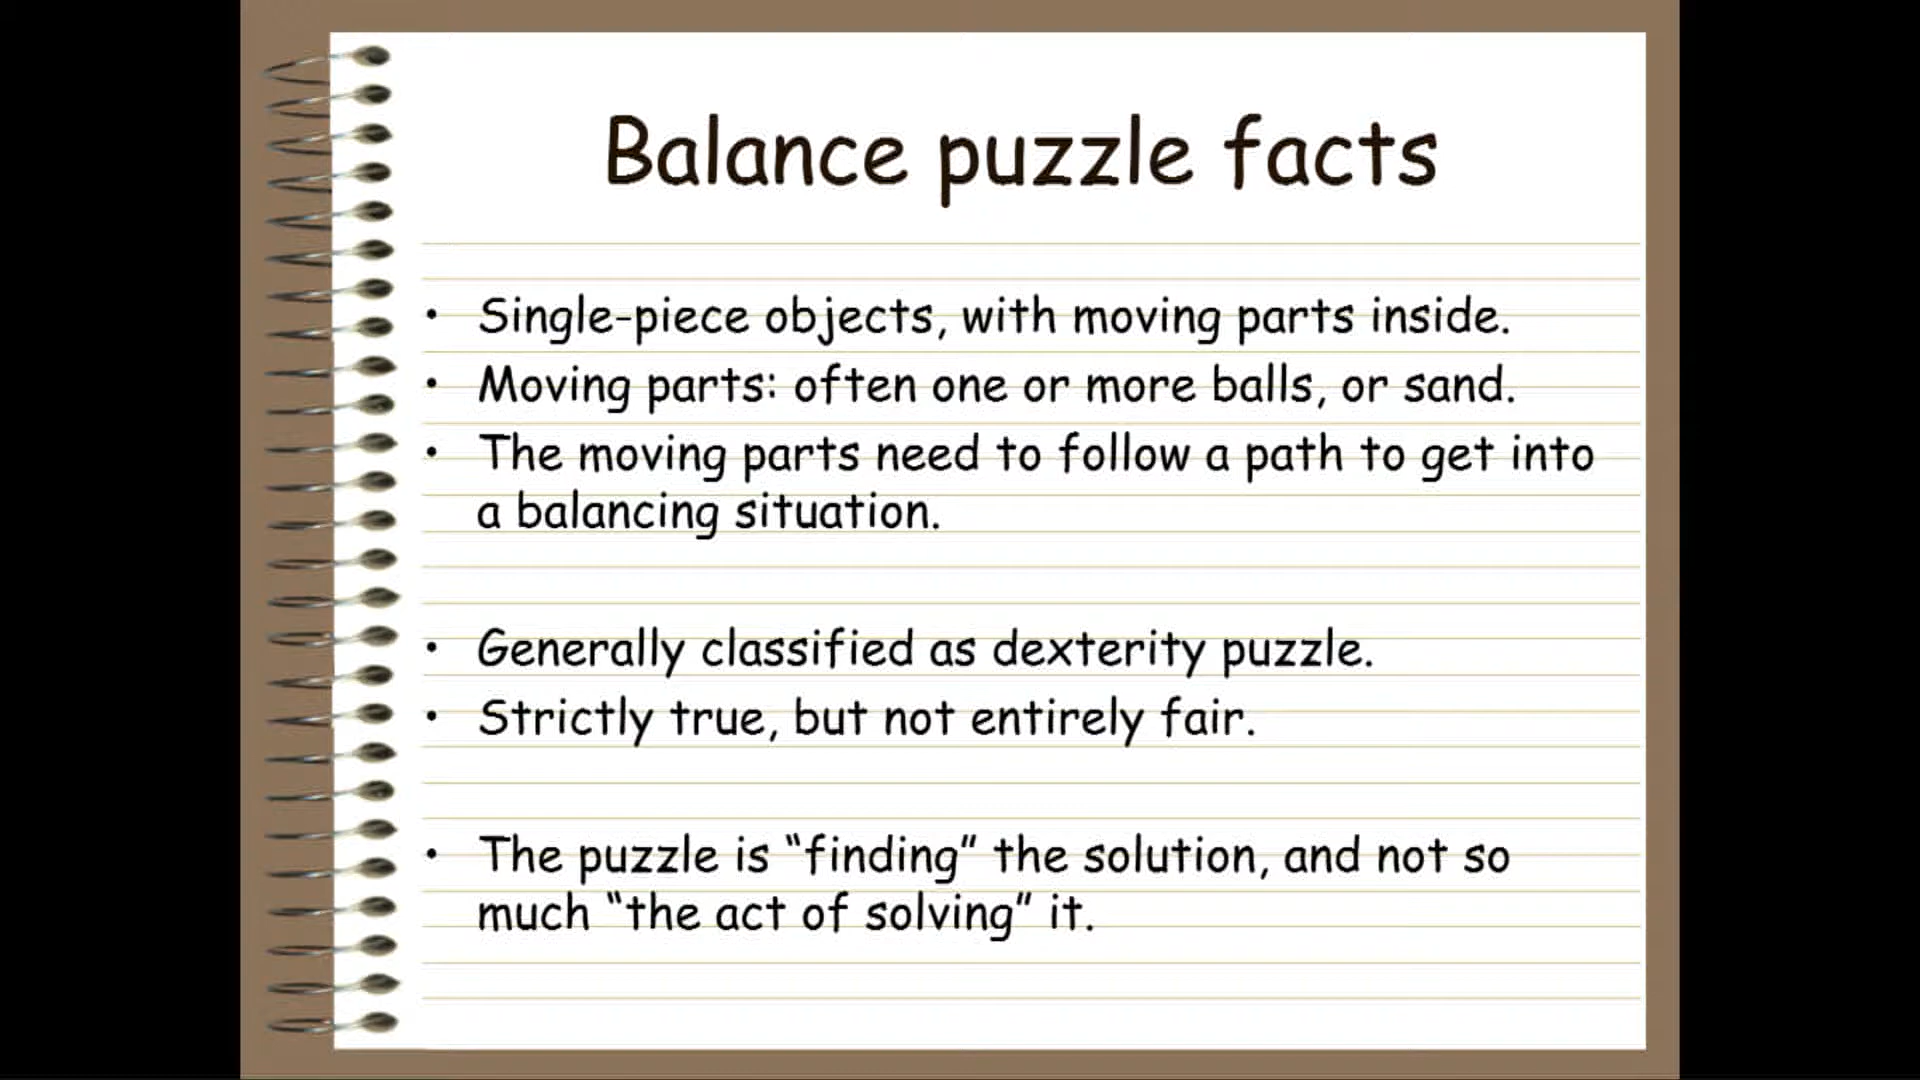 Balance puzzle facts
• Single-piece objects, with moving parts inside.
• Moving parts: often one or more balls, or sand.
• The moving parts need to follow a path to get into
a balancing situation.
• Generally classified as dexterity puzzle.
• Strictly true, but not entirely fair.
• The puzzle is “finding” the solution, and not so
much “the act of solving” it.